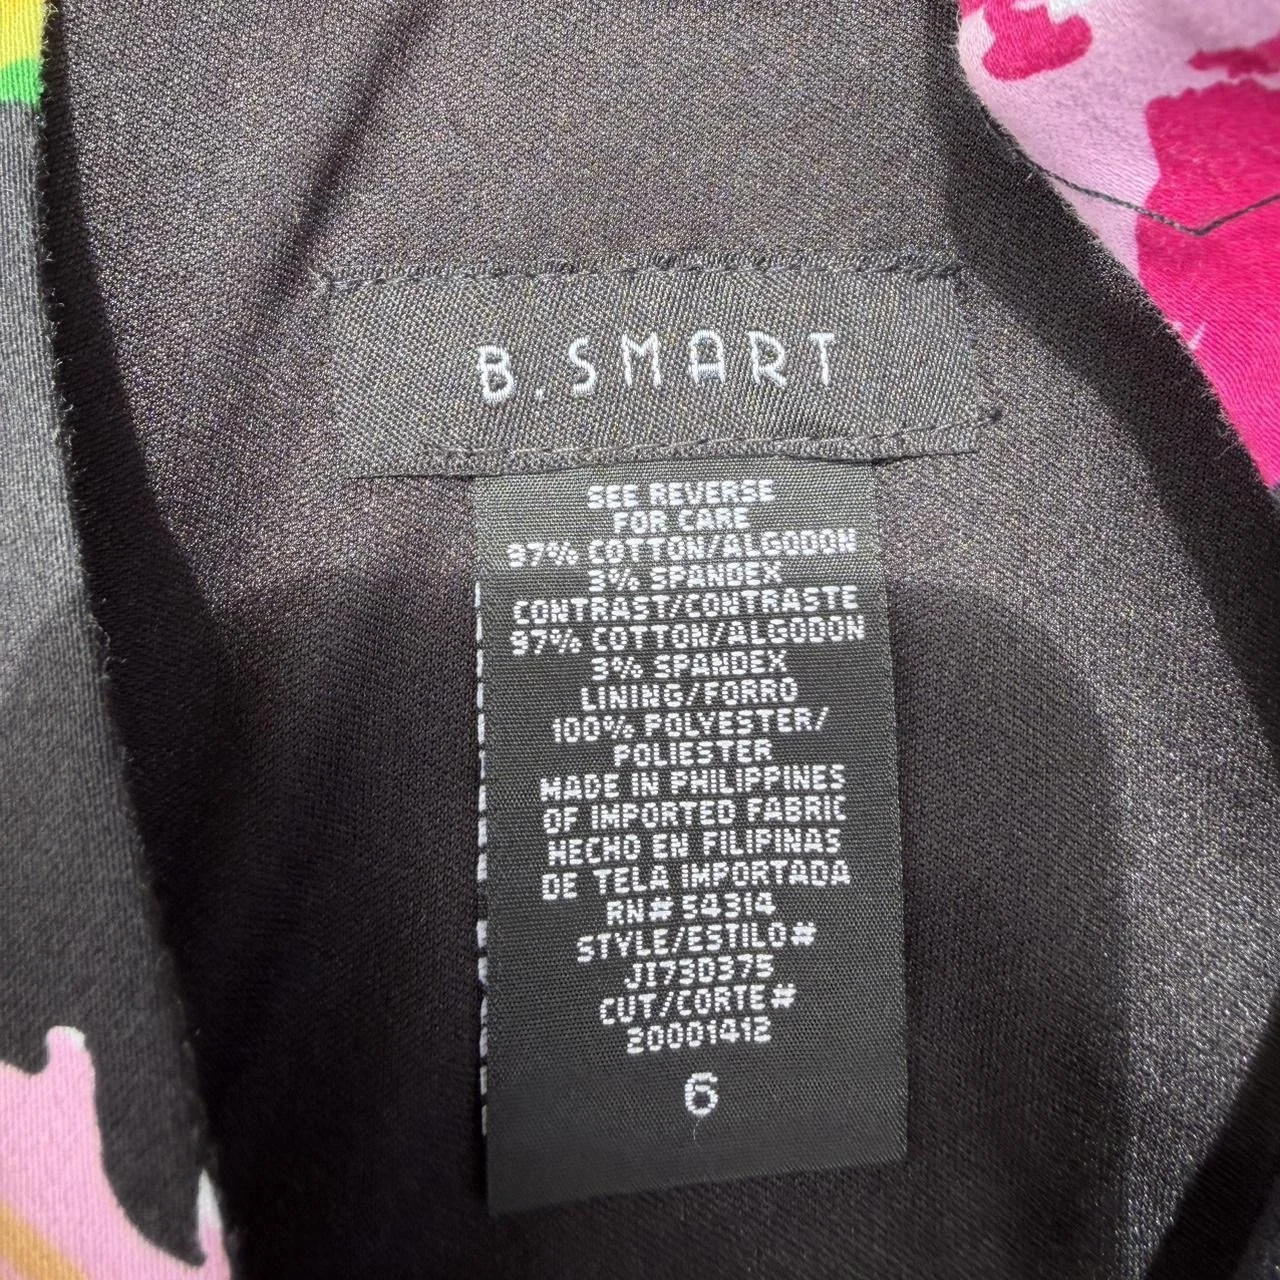 B.SMART
SEE REVERSE
FOR CARE
97% COTTON/ALGODON
3% SPANDEX
CONTRAST/CONTRASTE
97% COTTON/ALGODON
3% SPANDEX
LINING/FORRO
100% POLYESTER/
POLIESTER
MADE IN PHILIPPINES
OF IMPORTED FABRIC
HECHO EN FILIPINAS
DE TELA IMPORTADA
RN# 54314
STYLE/ESTILO#
J1730375
CUT/CORTE#
20001412
6